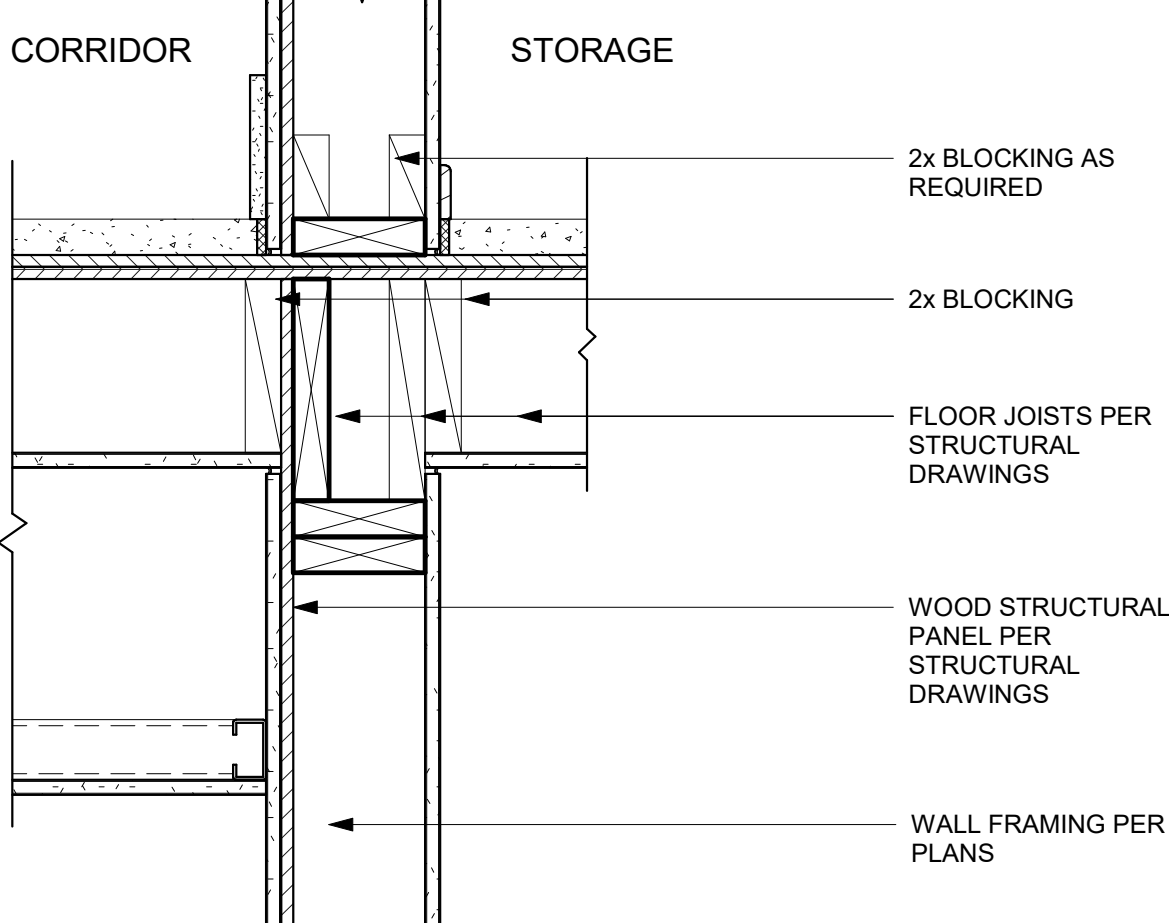 CORRIDOR
STORAGE
2x BLOCKING AS
REQUIRED
2x BLOCKING
FLOOR JOISTS PER
STRUCTURAL
DRAWINGS
WOOD STRUCTURAL
PANEL PER
STRUCTURAL
DRAWINGS
WALL FRAMING PER
PLANS